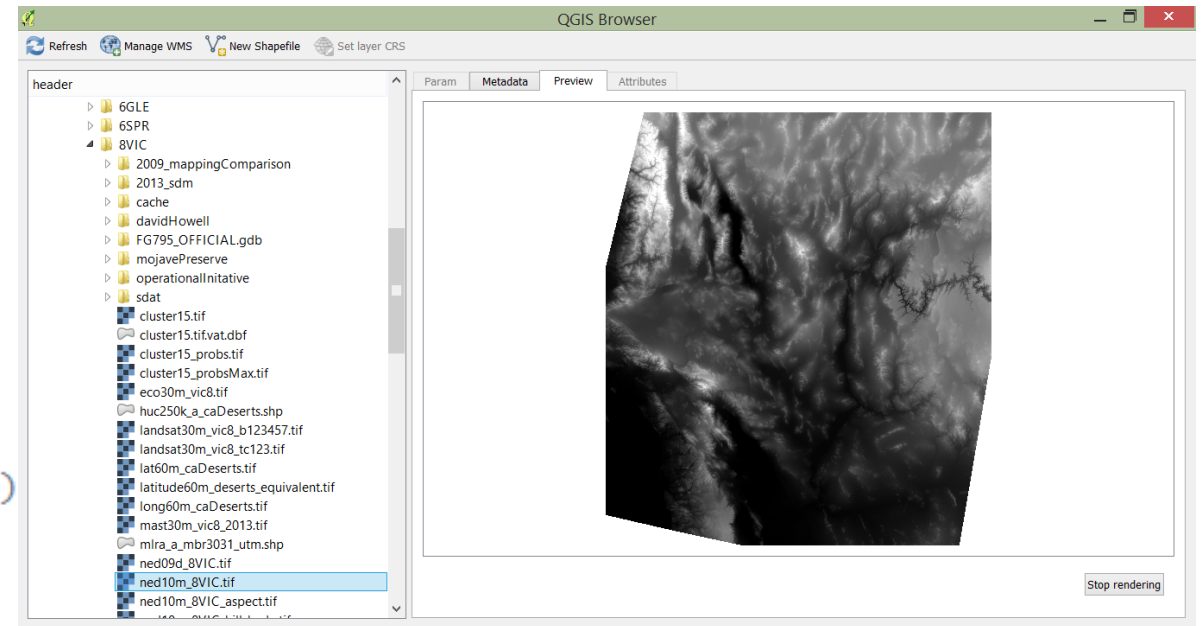 QGIS Browser
Refresh Manage WMS New Shapefile Set layer CRS
header
6GLE
6SPR
8VIC
2009_mappingComparison
2013_sdm
cache
davidHowell
FG795_OFFICIAL.gdb
mojavePreserve
operationalInitative
sdat
cluster15.tif
cluster15.tif.vat.dbf
cluster15_probs.tif
cluster15_probsMax.tif
eco30m_vic8.tif
huc250k_a_caDeserts.shp
landsat30m_vic8_b123457.tif
landsat30m_vic8_tc123.tif
lat60m_caDeserts.tif
latitude60m_deserts_equivalent.tif
long60m_caDeserts.tif
mast30m_vic8_2013.tif
mlra_a_mbr3031_utm.shp
ned09d_8VIC.tif
ned10m_8VIC.tif
ned10m_8VIC_aspect.tif
Param Metadata Preview Attributes
Stop rendering
)